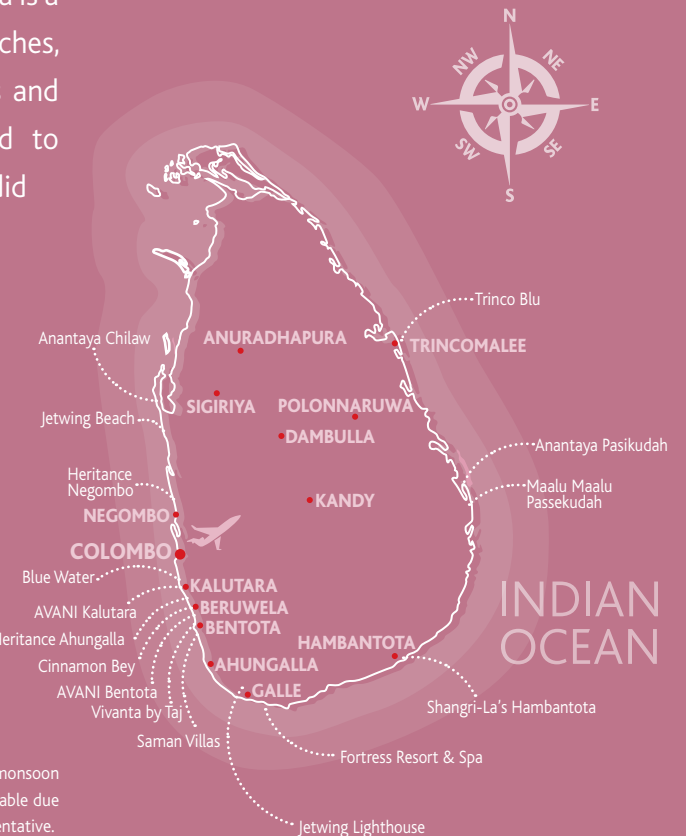 a is a
ches,
and
d to
lid
N
NW
NE
W
E
SW
SE
S
Trinco Blu
Anantaya Chilaw
ANURADHAPURA
TRINCOMALEE
SIGIRIYA
POLONNARUWA
Jetwing Beach
DAMBULLA
Anantaya Pasikudah
Heritance
Negombo
Maalu Maalu
Passekudah
KANDY
NEGOMBO
COLOMBO
Blue Water
KALUTARA
INDIAN
OCEAN
AVANI Kalutara
BERUWELA
BENTOTA
Heritance Ahungalla
HAMBANTOTA
Cinnamon Bey
AHUNGALLA
AVANI Bentota
GALLE
Vivanta by Taj
Shangri-La's Hambantota
Saman Villas
Fortress Resort & Spa
monsoon
able due
entative.
Jetwing Lighthouse